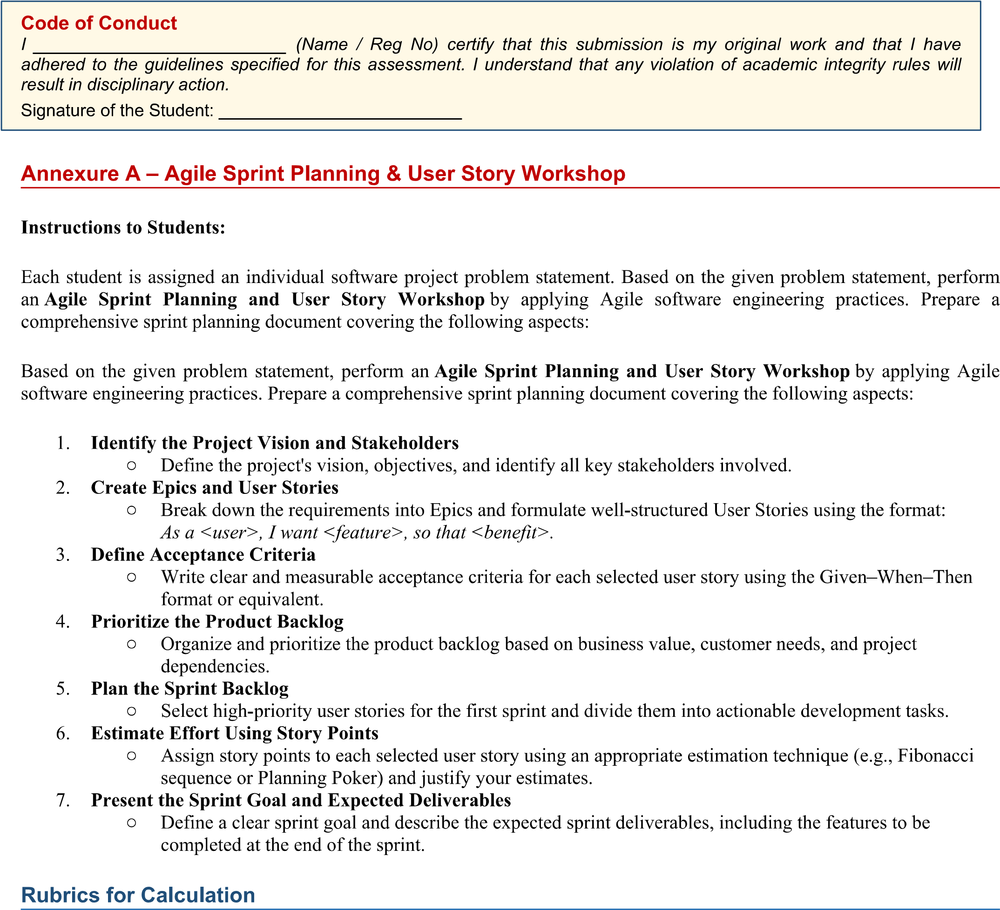 Code of Conduct
I ___________________________ (Name / Reg No) certify that this submission is my original work and that I have
adhered to the guidelines specified for this assessment. I understand that any violation of academic integrity rules will
result in disciplinary action.
Signature of the Student: __________________________
Annexure A – Agile Sprint Planning & User Story Workshop
Instructions to Students:
Each student is assigned an individual software project problem statement. Based on the given problem statement, perform
an Agile Sprint Planning and User Story Workshop by applying Agile software engineering practices. Prepare a
comprehensive sprint planning document covering the following aspects:
Based on the given problem statement, perform an Agile Sprint Planning and User Story Workshop by applying Agile
software engineering practices. Prepare a comprehensive sprint planning document covering the following aspects:
1. Identify the Project Vision and Stakeholders
○ Define the project's vision, objectives, and identify all key stakeholders involved.
2. Create Epics and User Stories
○ Break down the requirements into Epics and formulate well-structured User Stories using the format:
As a <user>, I want <feature>, so that <benefit>.
3. Define Acceptance Criteria
○ Write clear and measurable acceptance criteria for each selected user story using the Given–When–Then
format or equivalent.
4. Prioritize the Product Backlog
○ Organize and prioritize the product backlog based on business value, customer needs, and project
dependencies.
5. Plan the Sprint Backlog
○ Select high-priority user stories for the first sprint and divide them into actionable development tasks.
6. Estimate Effort Using Story Points
○ Assign story points to each selected user story using an appropriate estimation technique (e.g., Fibonacci
sequence or Planning Poker) and justify your estimates.
7. Present the Sprint Goal and Expected Deliverables
○ Define a clear sprint goal and describe the expected sprint deliverables, including the features to be
completed at the end of the sprint.
Rubrics for Calculation